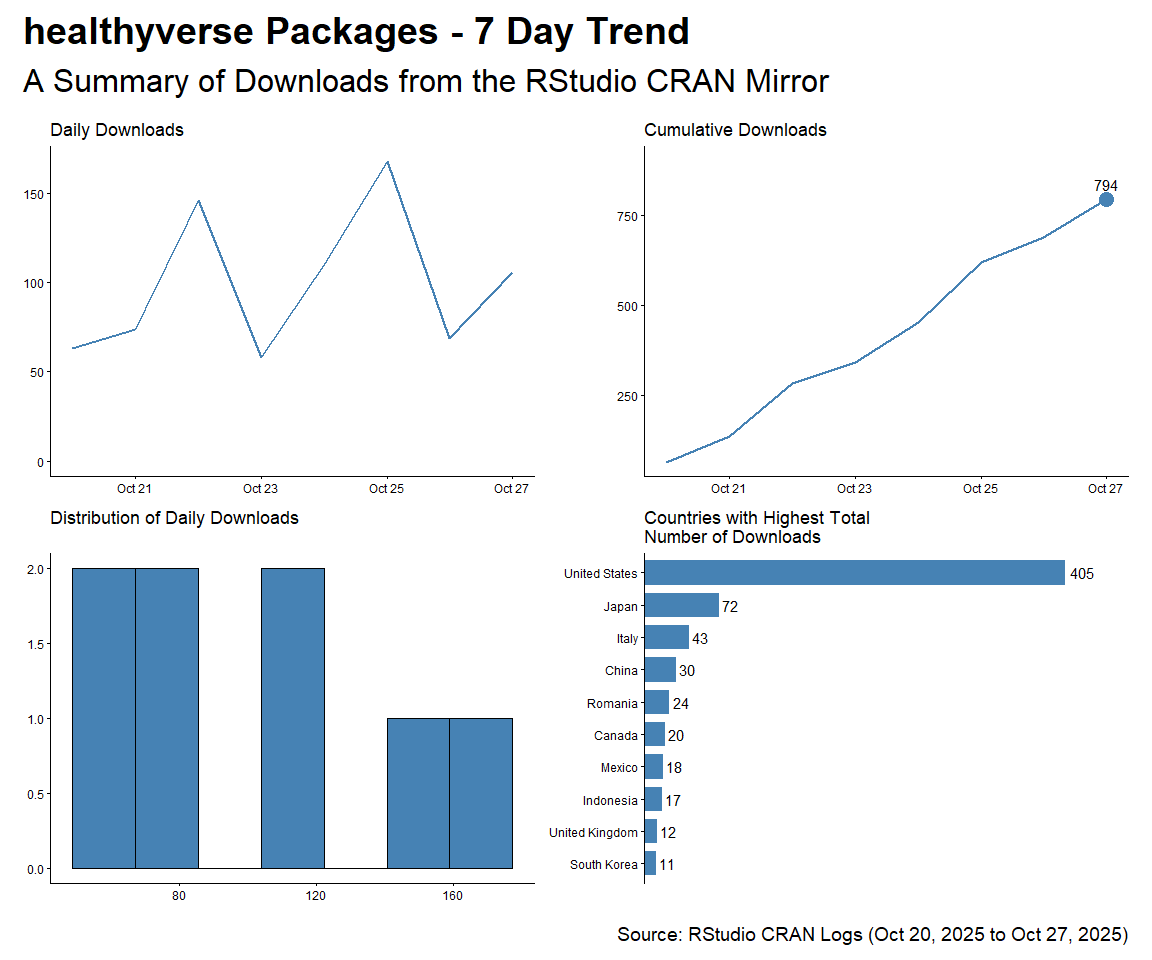 healthyverse Packages - 7 Day Trend
A Summary of Downloads from the RStudio CRAN Mirror
Daily Downloads
150
100
50
0
Oct 21
Oct 23
Oct 25
Oct 27
Cumulative Downloads
794
750
500
250
Oct 21
Oct 23
Oct 25
Oct 27
Distribution of Daily Downloads
2.0
1.5
1.0
0.5
0.0
80
120
160
Countries with Highest Total
Number of Downloads
United States 405
Japan 72
Italy 43
China 30
Romania 24
Canada 20
Mexico 18
Indonesia 17
United Kingdom 12
South Korea 11
Source: RStudio CRAN Logs (Oct 20, 2025 to Oct 27, 2025)